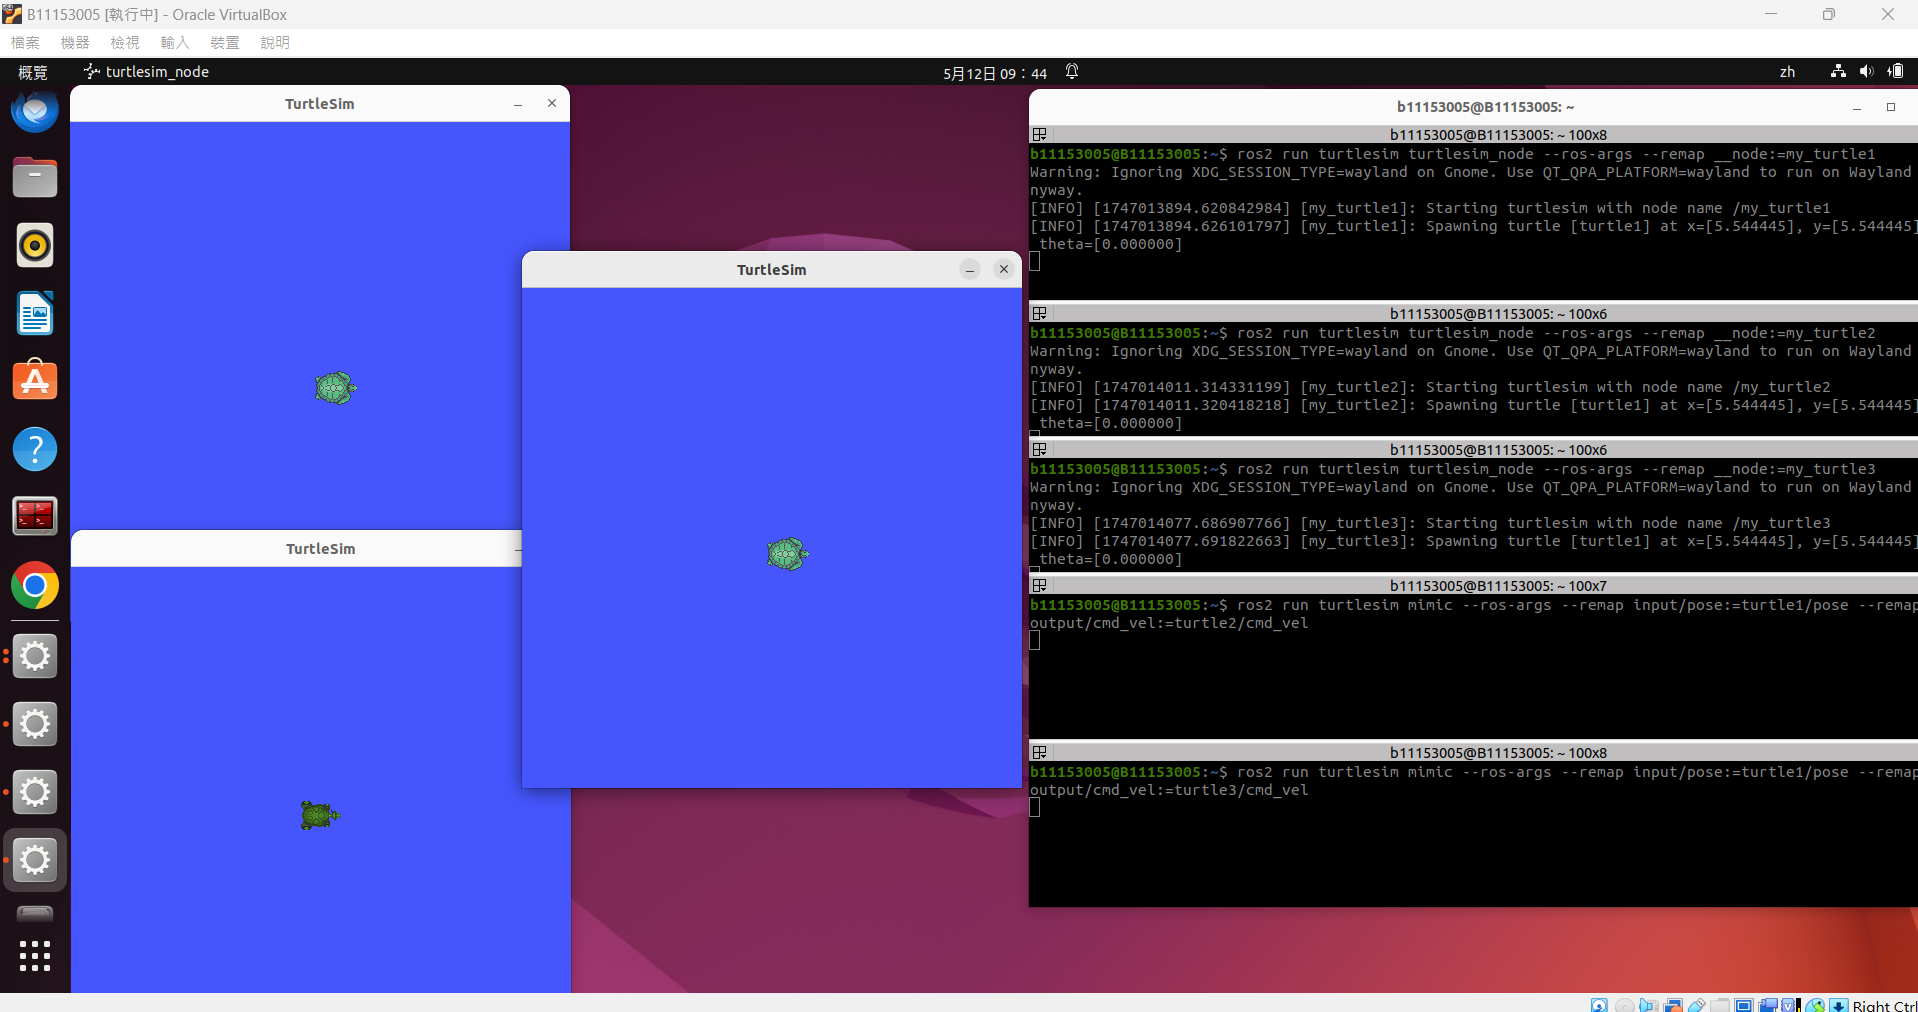 B11153005 [執行中] - Oracle VirtualBox
檔案 機器 檢視 輸入 裝置 說明
概覽 turtlesim_node 5月12日 09：44 zh
TurtleSim
TurtleSim
TurtleSim
b11153005@B11153005: ~
b11153005@B11153005: ~ 100x8
b11153005@B11153005:~$ ros2 run turtlesim turtlesim_node --ros-args --remap __node:=my_turtle1
Warning: Ignoring XDG_SESSION_TYPE=wayland on Gnome. Use QT_QPA_PLATFORM=wayland to run on Wayland
nyway.
[INFO] [1747013894.620842984] [my_turtle1]: Starting turtlesim with node name /my_turtle1
[INFO] [1747013894.626101797] [my_turtle1]: Spawning turtle [turtle1] at x=[5.544445], y=[5.544445]
theta=[0.000000]
b11153005@B11153005: ~ 100x6
b11153005@B11153005:~$ ros2 run turtlesim turtlesim_node --ros-args --remap __node:=my_turtle2
Warning: Ignoring XDG_SESSION_TYPE=wayland on Gnome. Use QT_QPA_PLATFORM=wayland to run on Wayland
nyway.
[INFO] [1747014011.314331199] [my_turtle2]: Starting turtlesim with node name /my_turtle2
[INFO] [1747014011.320418218] [my_turtle2]: Spawning turtle [turtle1] at x=[5.544445], y=[5.544445]
theta=[0.000000]
b11153005@B11153005: ~ 100x6
b11153005@B11153005:~$ ros2 run turtlesim turtlesim_node --ros-args --remap __node:=my_turtle3
Warning: Ignoring XDG_SESSION_TYPE=wayland on Gnome. Use QT_QPA_PLATFORM=wayland to run on Wayland
nyway.
[INFO] [1747014077.686907766] [my_turtle3]: Starting turtlesim with node name /my_turtle3
[INFO] [1747014077.691822663] [my_turtle3]: Spawning turtle [turtle1] at x=[5.544445], y=[5.544445]
theta=[0.000000]
b11153005@B11153005: ~ 100x7
b11153005@B11153005:~$ ros2 run turtlesim mimic --ros-args --remap input/pose:=turtle1/pose --remap
output/cmd_vel:=turtle2/cmd_vel
b11153005@B11153005: ~ 100x8
b11153005@B11153005:~$ ros2 run turtlesim mimic --ros-args --remap input/pose:=turtle1/pose --remap
output/cmd_vel:=turtle3/cmd_vel
Right Ctrl